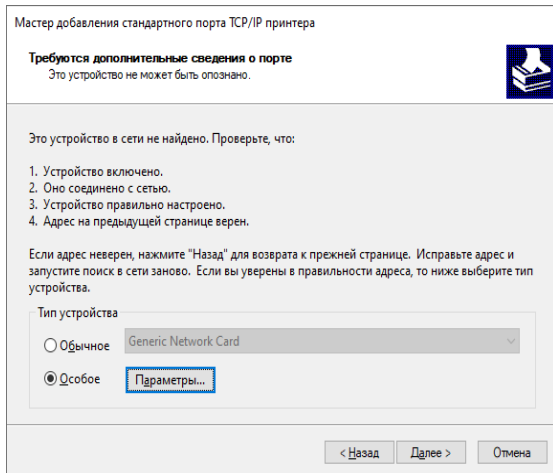 Мастер добавления стандартного порта TCP/IP принтера
Требуются дополнительные сведения о порте
Это устройство не может быть опознано.
Это устройство в сети не найдено. Проверьте, что:
1. Устройство включено.
2. Оно соединено с сетью.
3. Устройство правильно настроено.
4. Адрес на предыдущей странице верен.
Если адрес неверен, нажмите "Назад" для возврата к прежней странице. Исправьте адрес и
запустите поиск в сети заново. Если вы уверены в правильности адреса, то ниже выберите тип
устройства.
Тип устройства
Обычное Generic Network Card
Особое Параметры...
< Назад Далее > Отмена